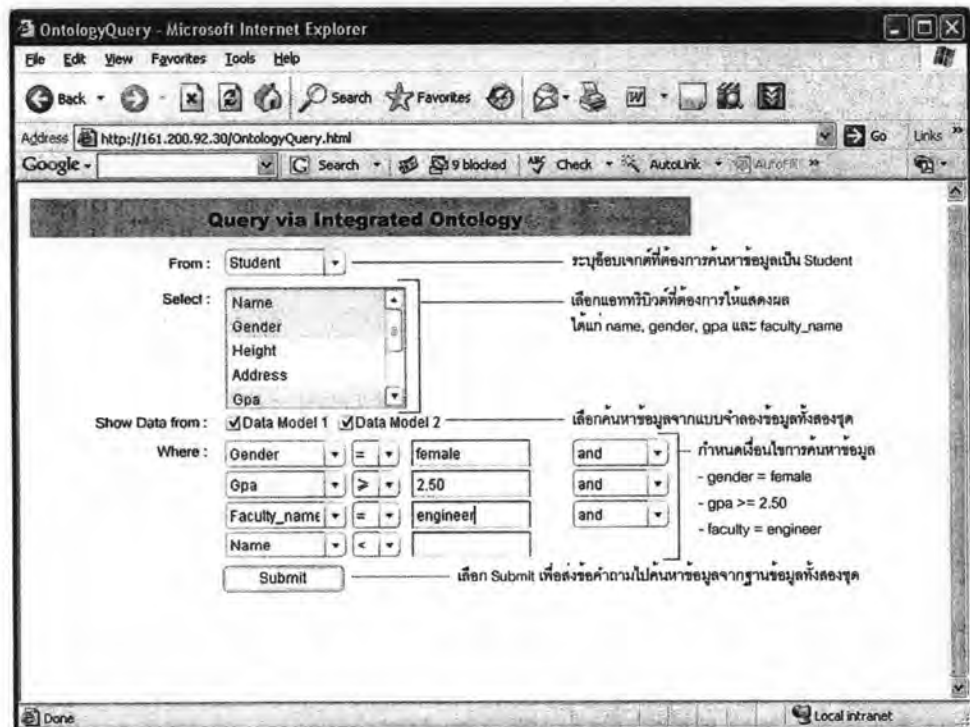 OntologyQuery - Microsoft Internet Explorer
File Edit View Favorites Tools Help
Back Search Favorites
Address http://161.200.92.30/OntologyQuery.html Go Links »
Google Search 9 blocked Check AutoLink AutoFill »
Query via Integrated Ontology
From : Student ระบุอ็อบเจกต์ที่ต้องการค้นหาข้อมูลเป็น Student
Select : Name เลือกแอททริบิวต์ที่ต้องการให้แสดงผล
Gender ได้แก่ name, gender, gpa และ faculty_name
Height
Address
Gpa
Show Data from : Data Model 1 Data Model 2 เลือกค้นหาข้อมูลจากแบบจำลองข้อมูลทั้งสองชุด
Where : Gender = female and กำหนดเงื่อนไขการค้นหาข้อมูล
- gender = female
Gpa ≥ 2.50 and
- gpa >= 2.50
Faculty_name = engineer and
- faculty = engineer
Name <
Submit เลือก Submit เพื่อส่งข้อคำถามไปค้นหาข้อมูลจากฐานข้อมูลทั้งสองชุด
Done Local intranet